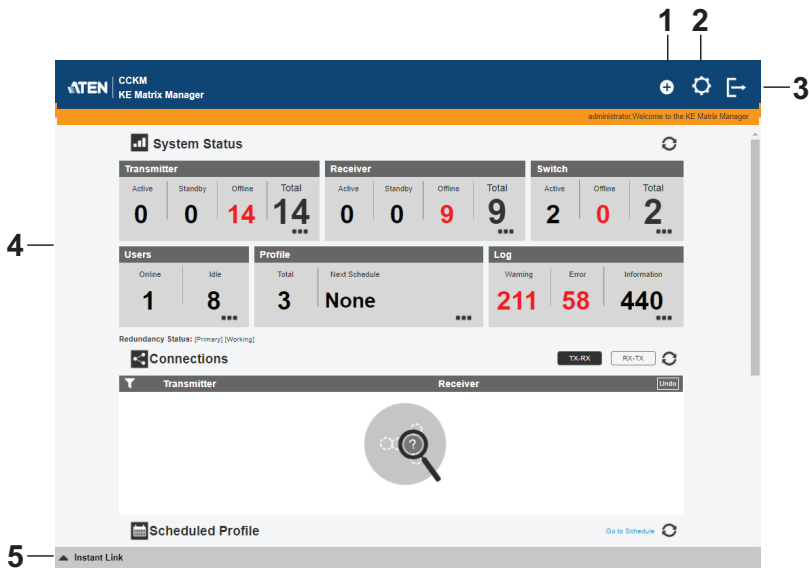 1 2
ATEN CCKM
KE Matrix Manager
3
administrator,Welcome to the KE Matrix Manager
System Status
Transmitter Receiver Switch
Active Standby Offline Total Active Standby Offline Total Active Offline Total
0 0 14 14 0 0 9 9 2 0 2
4
Users Profile Log
Online Idle Total Next Schedule Warning Error Information
1 8 3 None 211 58 440
Redundancy Status: [Primary] [Working]
Connections TX-RX RX-TX
Transmitter Receiver Undo
?
Scheduled Profile Go to Schedule
5 Instant Link